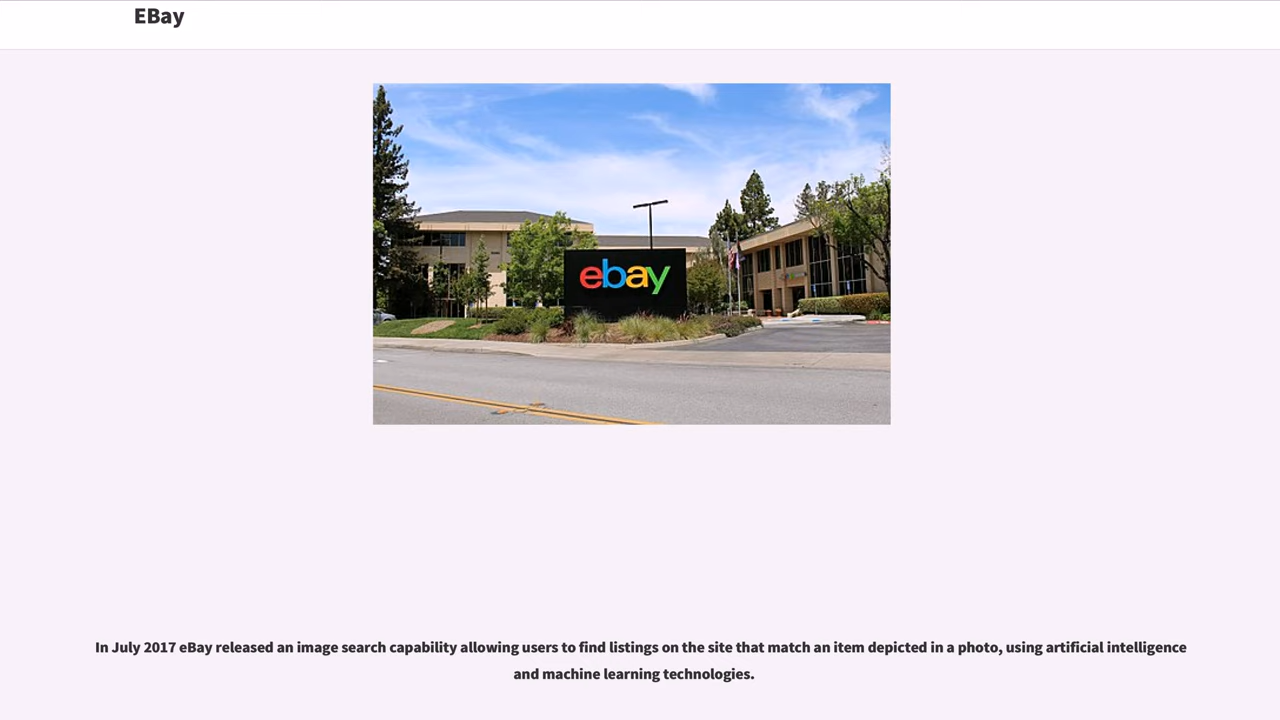 EBay
ebay
In July 2017 eBay released an image search capability allowing users to find listings on the site that match an item depicted in a photo, using artificial intelligence
and machine learning technologies.